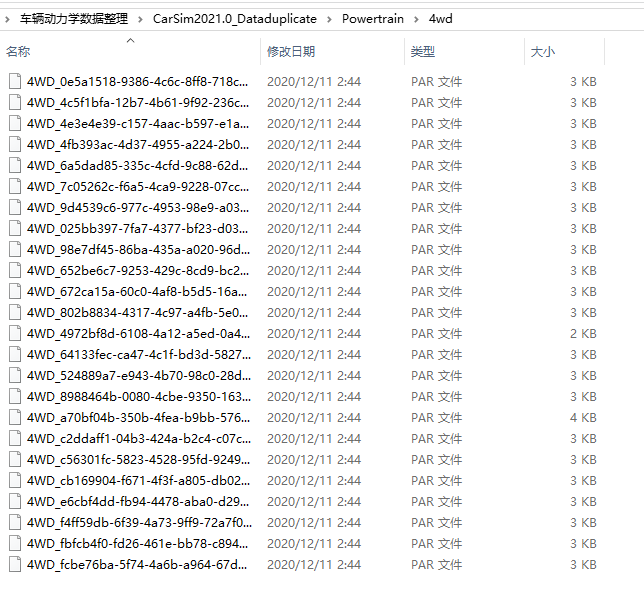 车辆动力学数据整理 > CarSim2021.0_Dataduplicate > Powertrain > 4wd
名称 修改日期 类型 大小
4WD_0e5a1518-9386-4c6c-8ff8-718c... 2020/12/11 2:44 PAR 文件 3 KB
4WD_4c5f1bfa-12b7-4b61-9f92-236c... 2020/12/11 2:44 PAR 文件 3 KB
4WD_4e3e4e39-c157-4aac-b597-e1a... 2020/12/11 2:44 PAR 文件 3 KB
4WD_4fb393ac-4d37-4955-a224-2b0... 2020/12/11 2:44 PAR 文件 3 KB
4WD_6a5dad85-335c-4cfd-9c88-62d... 2020/12/11 2:44 PAR 文件 3 KB
4WD_7c05262c-f6a5-4ca9-9228-07cc... 2020/12/11 2:44 PAR 文件 3 KB
4WD_9d4539c6-977c-4953-98e9-a03... 2020/12/11 2:44 PAR 文件 3 KB
4WD_025bb397-7fa7-4377-bf23-d03... 2020/12/11 2:44 PAR 文件 3 KB
4WD_98e7df45-86ba-435a-a020-96d... 2020/12/11 2:44 PAR 文件 3 KB
4WD_652be6c7-9253-429c-8cd9-bc2... 2020/12/11 2:44 PAR 文件 3 KB
4WD_672ca15a-60c0-4af8-b5d5-16a... 2020/12/11 2:44 PAR 文件 3 KB
4WD_802b8834-4317-4c97-a4fb-5e0... 2020/12/11 2:44 PAR 文件 3 KB
4WD_4972bf8d-6108-4a12-a5ed-0a4... 2020/12/11 2:44 PAR 文件 2 KB
4WD_64133fec-ca47-4c1f-bd3d-5827... 2020/12/11 2:44 PAR 文件 3 KB
4WD_524889a7-e943-4b70-98c0-28d... 2020/12/11 2:44 PAR 文件 3 KB
4WD_8988464b-0080-4cbe-9350-163... 2020/12/11 2:44 PAR 文件 3 KB
4WD_a70bf04b-350b-4fea-b9bb-576... 2020/12/11 2:44 PAR 文件 4 KB
4WD_c2ddaff1-04b3-424a-b2c4-c07c... 2020/12/11 2:44 PAR 文件 3 KB
4WD_c56301fc-5823-4528-95fd-9249... 2020/12/11 2:44 PAR 文件 3 KB
4WD_cb169904-f671-4f3f-a805-db02... 2020/12/11 2:44 PAR 文件 3 KB
4WD_e6cbf4dd-fb94-4478-aba0-d29... 2020/12/11 2:44 PAR 文件 3 KB
4WD_f4ff59db-6f39-4a73-9ff9-72a7f0... 2020/12/11 2:44 PAR 文件 3 KB
4WD_fbfcb4f0-fd26-461e-bb78-c894... 2020/12/11 2:44 PAR 文件 3 KB
4WD_fcbe76ba-5f74-4a6b-a964-67d... 2020/12/11 2:44 PAR 文件 3 KB